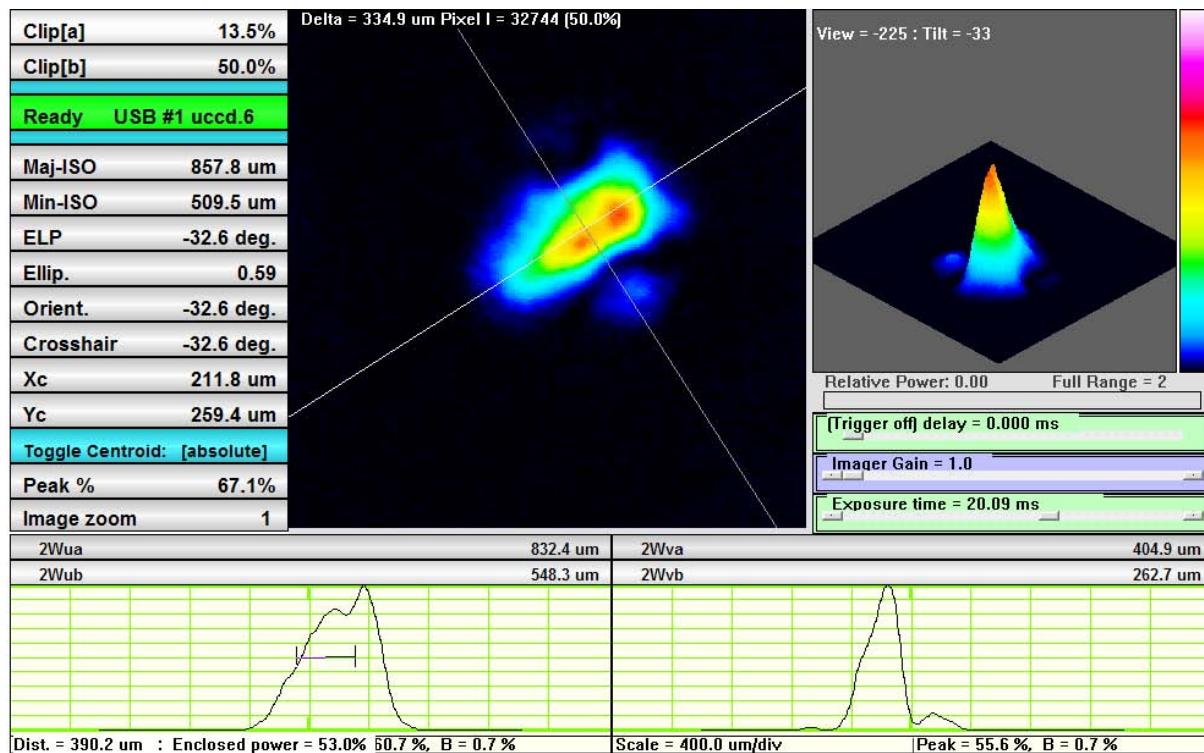 Clip[a] 13.5%
Clip[b] 50.0%
Ready USB #1 uccd.6
Maj-ISO 857.8 um
Min-ISO 509.5 um
ELP -32.6 deg.
Ellip. 0.59
Orient. -32.6 deg.
Crosshair -32.6 deg.
Xc 211.8 um
Yc 259.4 um
Toggle Centroid: [absolute]
Peak % 67.1%
Image zoom 1
Delta = 334.9 um Pixel I = 32744 (50.0%)
View = -225 : Tilt = -33
Relative Power: 0.00 Full Range = 2
(Trigger off) delay = 0.000 ms
Imager Gain = 1.0
Exposure time = 20.09 ms
2Wua 832.4 um
2Wub 548.3 um
2Wva 404.9 um
2Wvb 262.7 um
Dist. = 390.2 um : Enclosed power = 53.0% 60.7 %, B = 0.7 %
Scale = 400.0 um/div
Peak = 55.6 %, B = 0.7 %